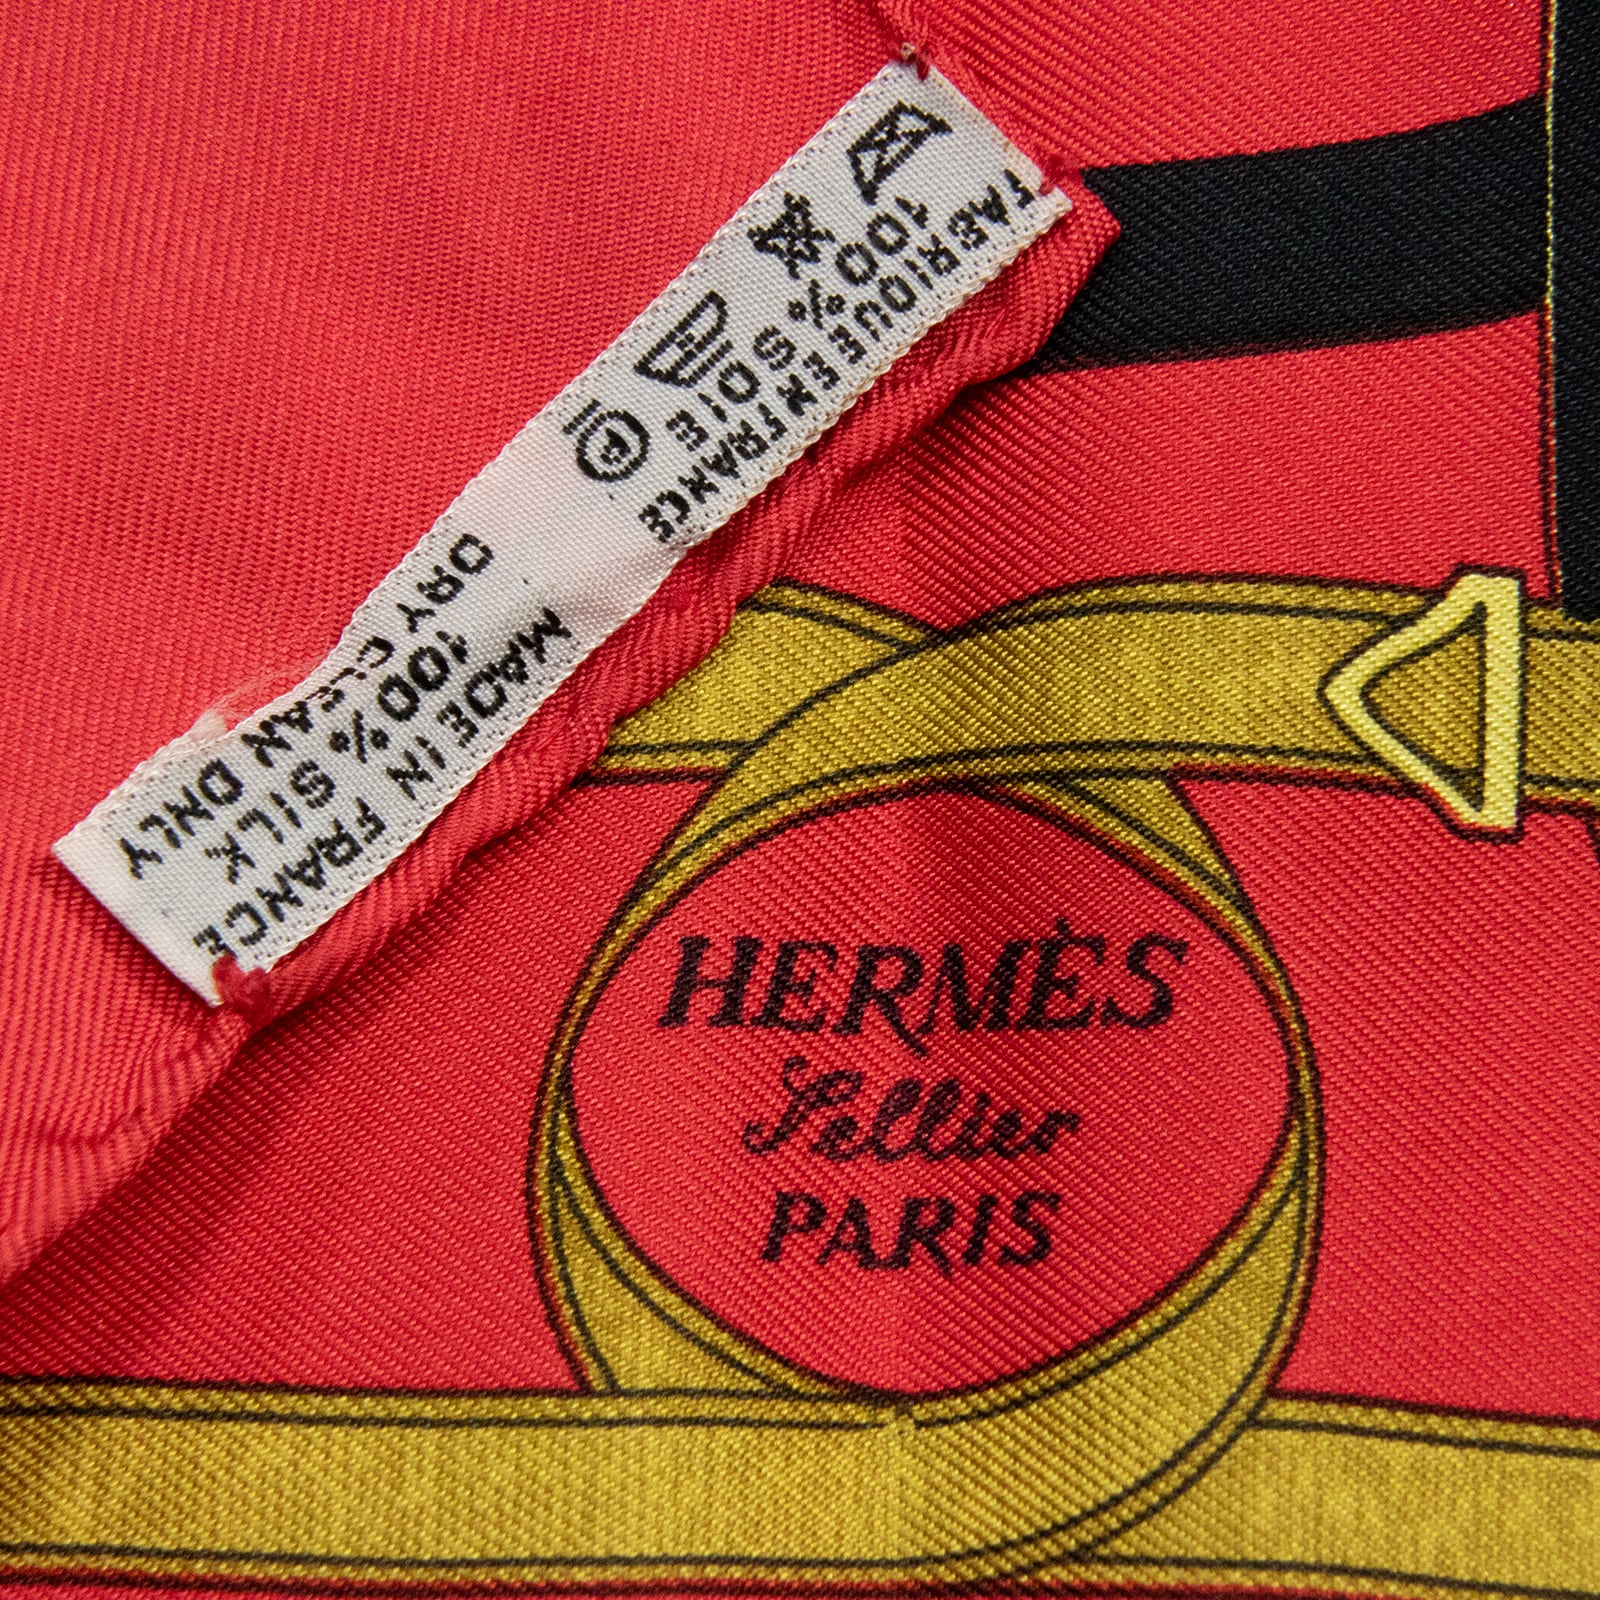 FABRIQUE EN FRANCE
100% SOIE
P
MADE IN FRANCE
100% SILK
DRY CLEAN ONLY
HERMÈS
Sellier
PARIS